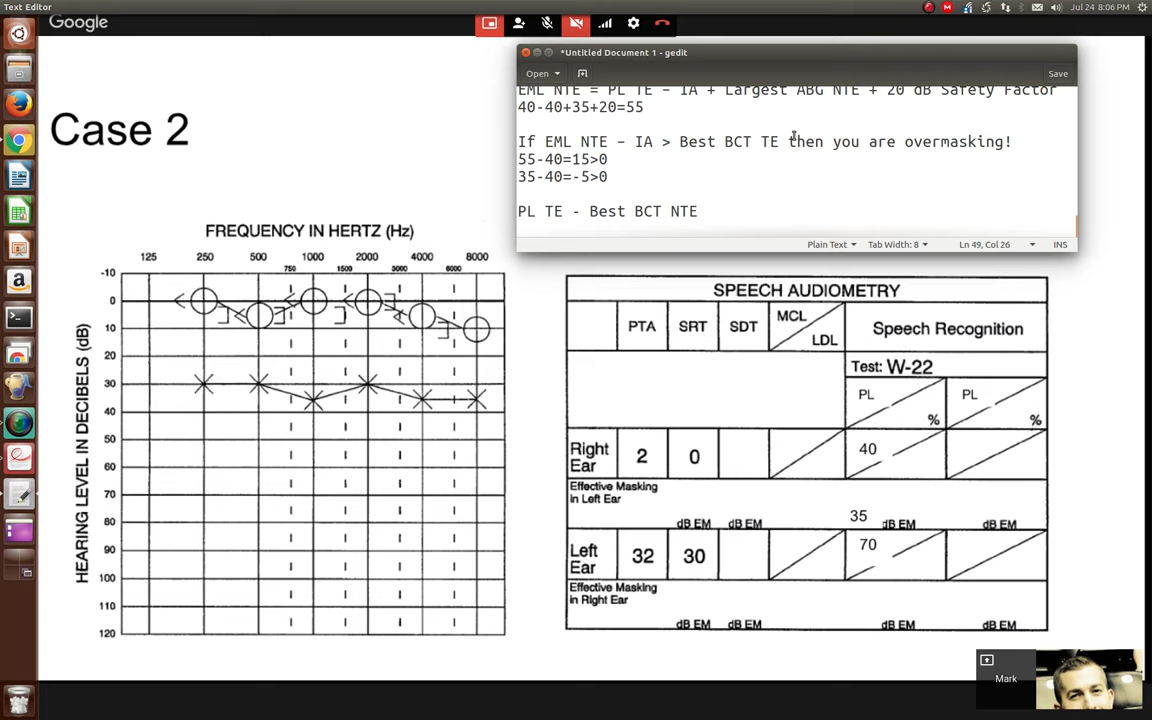 Text Editor
Jul 24 8:06 PM
Google
*Untitled Document 1 - gedit
Open
Save
EML NTE = PL TE – IA + Largest ABG NTE + 20 dB Safety Factor
40-40+35+20=55
If EML NTE – IA > Best BCT TE then you are overmasking!
55-40=15>0
35-40=-5>0
PL TE - Best BCT NTE
Plain Text
Tab Width: 8
Ln 49, Col 26
INS
Case 2
FREQUENCY IN HERTZ (Hz)
125 250 500 1000 2000 4000 8000
750 1500 3000 6000
HEARING LEVEL IN DECIBELS (dB)
-10
0
10
20
30
40
50
60
70
80
90
100
110
120
SPEECH AUDIOMETRY
PTA SRT SDT MCL LDL Speech Recognition
Test: W-22
PL % PL %
Right Ear 2 0 40
Effective Masking
in Left Ear
35
dB EM dB EM dB EM dB EM
Left Ear 32 30 70
Effective Masking
in Right Ear
dB EM dB EM dB EM dB EM
Mark